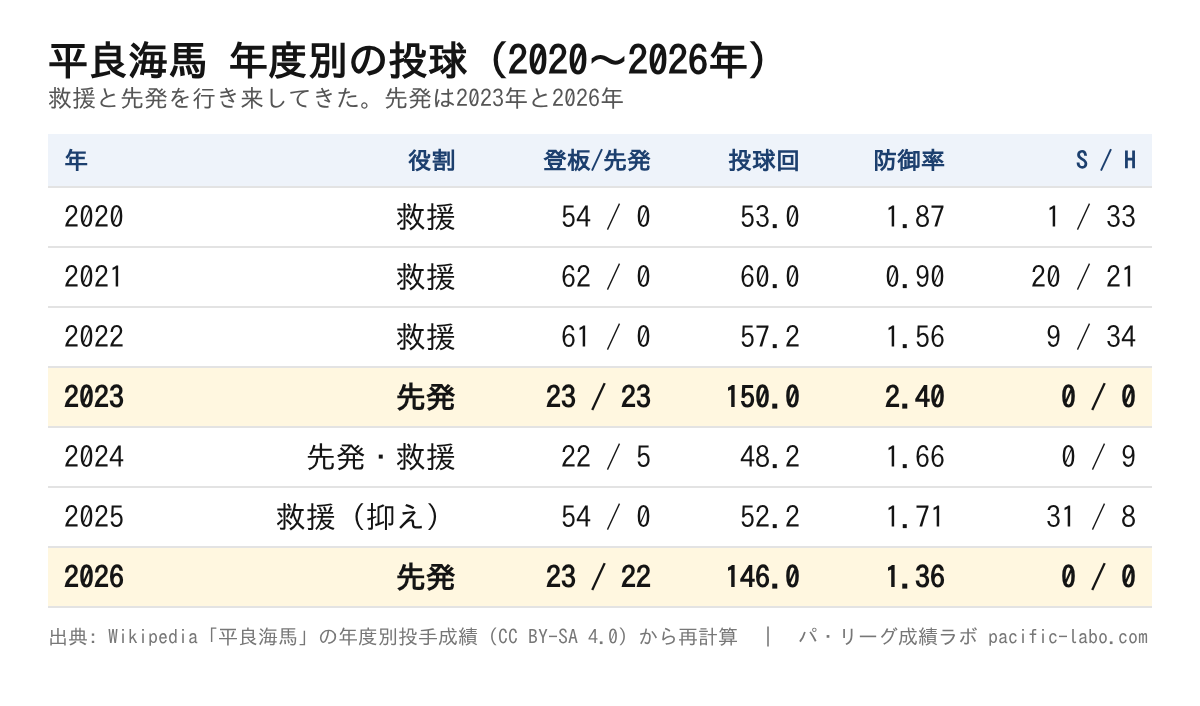 平良海馬 年度別の投球（2020〜2026年）
救援と先発を行き来してきた。先発は2023年と2026年
年 役割 登板/先発 投球回 防御率 S / H
2020 救援 54 / 0 53.0 1.87 1 / 33
2021 救援 62 / 0 60.0 0.90 20 / 21
2022 救援 61 / 0 57.2 1.56 9 / 34
2023 先発 23 / 23 150.0 2.40 0 / 0
2024 先発・救援 22 / 5 48.2 1.66 0 / 9
2025 救援（抑え） 54 / 0 52.2 1.71 31 / 8
2026 先発 23 / 22 146.0 1.36 0 / 0
出典: Wikipedia「平良海馬」の年度別投手成績（CC BY-SA 4.0）から再計算 ｜ パ・リーグ成績ラボ pacific-labo.com